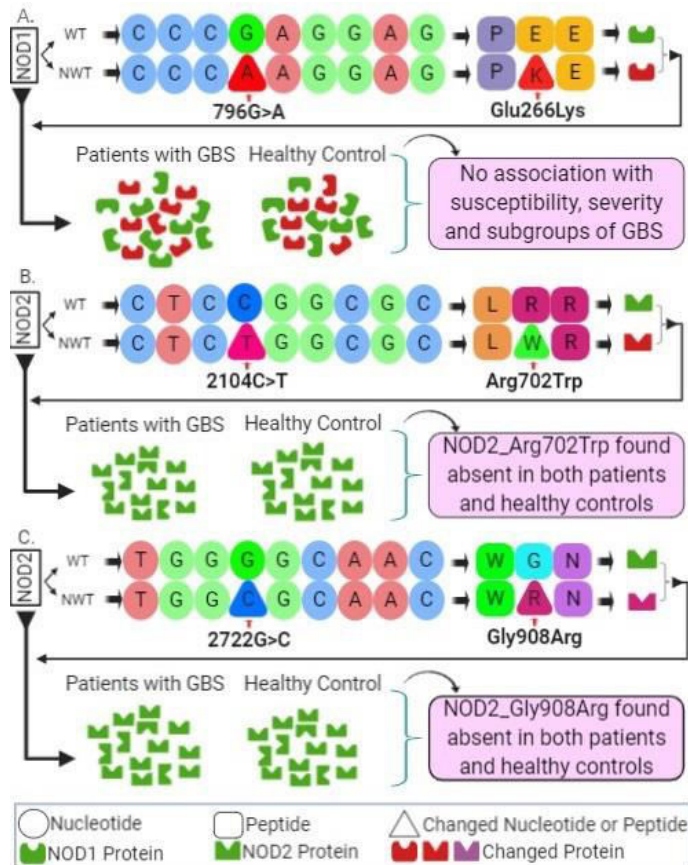 A.
NOD1
WT
C C C G A G G A G
P E E
NWT
C C C A A G G A G
P K E
796G>A
Glu266Lys
Patients with GBS
Healthy Control
No association with
susceptibility, severity
and subgroups of GBS
B.
NOD2
WT
C T C C G G C G C
L R R
NWT
C T C T G G C G C
L W R
2104C>T
Arg702Trp
Patients with GBS
Healthy Control
NOD2_Arg702Trp found
absent in both patients
and healthy controls
C.
NOD2
WT
T G G G G C A A C
W G N
NWT
T G G C G C A A C
W R N
2722G>C
Gly908Arg
Patients with GBS
Healthy Control
NOD2_Gly908Arg found
absent in both patients
and healthy controls
Nucleotide
Peptide
Changed Nucleotide or Peptide
NOD1 Protein
NOD2 Protein
Changed Protein